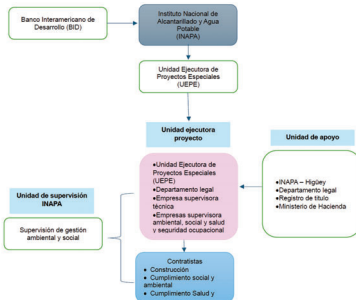 Banco Interamericano de
Desarrollo (BID)
Instituto Nacional de
Alcantarillado y Agua
Potable
(INAPA)
Unidad Ejecutora de
Proyectos Especiales
(UEPE)
Unidad ejecutora
proyecto
Unidad de apoyo
•Unidad Ejecutora de
Proyectos Especiales
(UEPE)
•Departamento legal
•Empresa supervisora
técnica
•Empresas supervisora
ambiental, social y salud
y seguridad ocupacional
•INAPA – Higüey
•Departamento legal
•Registro de titulo
•Ministerio de Hacienda
Unidad de supervisión
INAPA
Supervisión de gestión
ambiental y social
Contratistas
• Construcción
• Cumplimiento social y
ambiental
• Cumplimiento Salud y